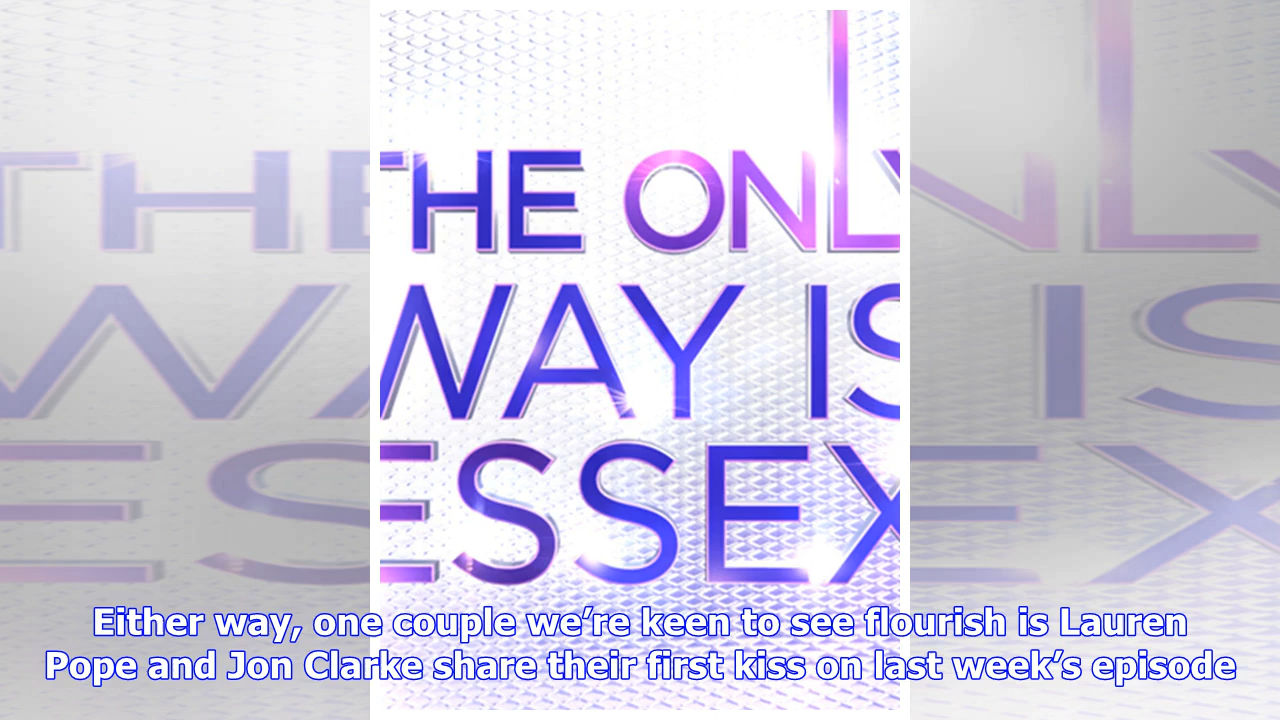 THE ONLY
WAY IS
ESSEX
Either way, one couple we’re keen to see flourish is Lauren
Pope and Jon Clarke share their first kiss on last week’s episode